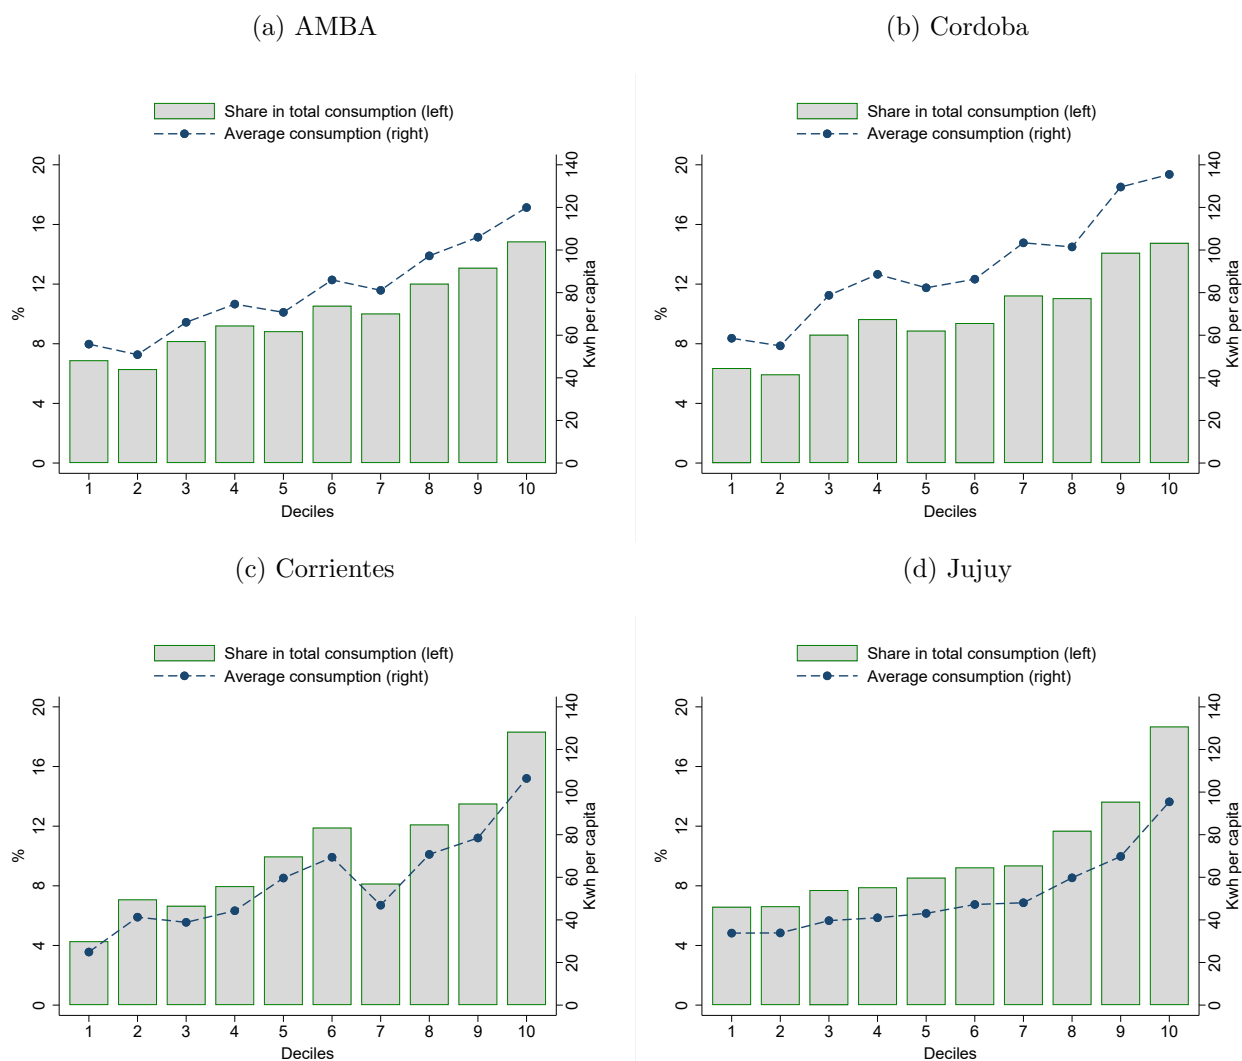 (a) AMBA
Share in total consumption (left)
Average consumption (right)
20
16
12
8
4
0
%
140
120
100
80
60
40
20
0
Kwh per capita
1 2 3 4 5 6 7 8 9 10
Deciles
(b) Cordoba
Share in total consumption (left)
Average consumption (right)
20
16
12
8
4
0
%
140
120
100
80
60
40
20
0
Kwh per capita
1 2 3 4 5 6 7 8 9 10
Deciles
(c) Corrientes
Share in total consumption (left)
Average consumption (right)
20
16
12
8
4
0
%
140
120
100
80
60
40
20
0
Kwh per capita
1 2 3 4 5 6 7 8 9 10
Deciles
(d) Jujuy
Share in total consumption (left)
Average consumption (right)
20
16
12
8
4
0
%
140
120
100
80
60
40
20
0
Kwh per capita
1 2 3 4 5 6 7 8 9 10
Deciles